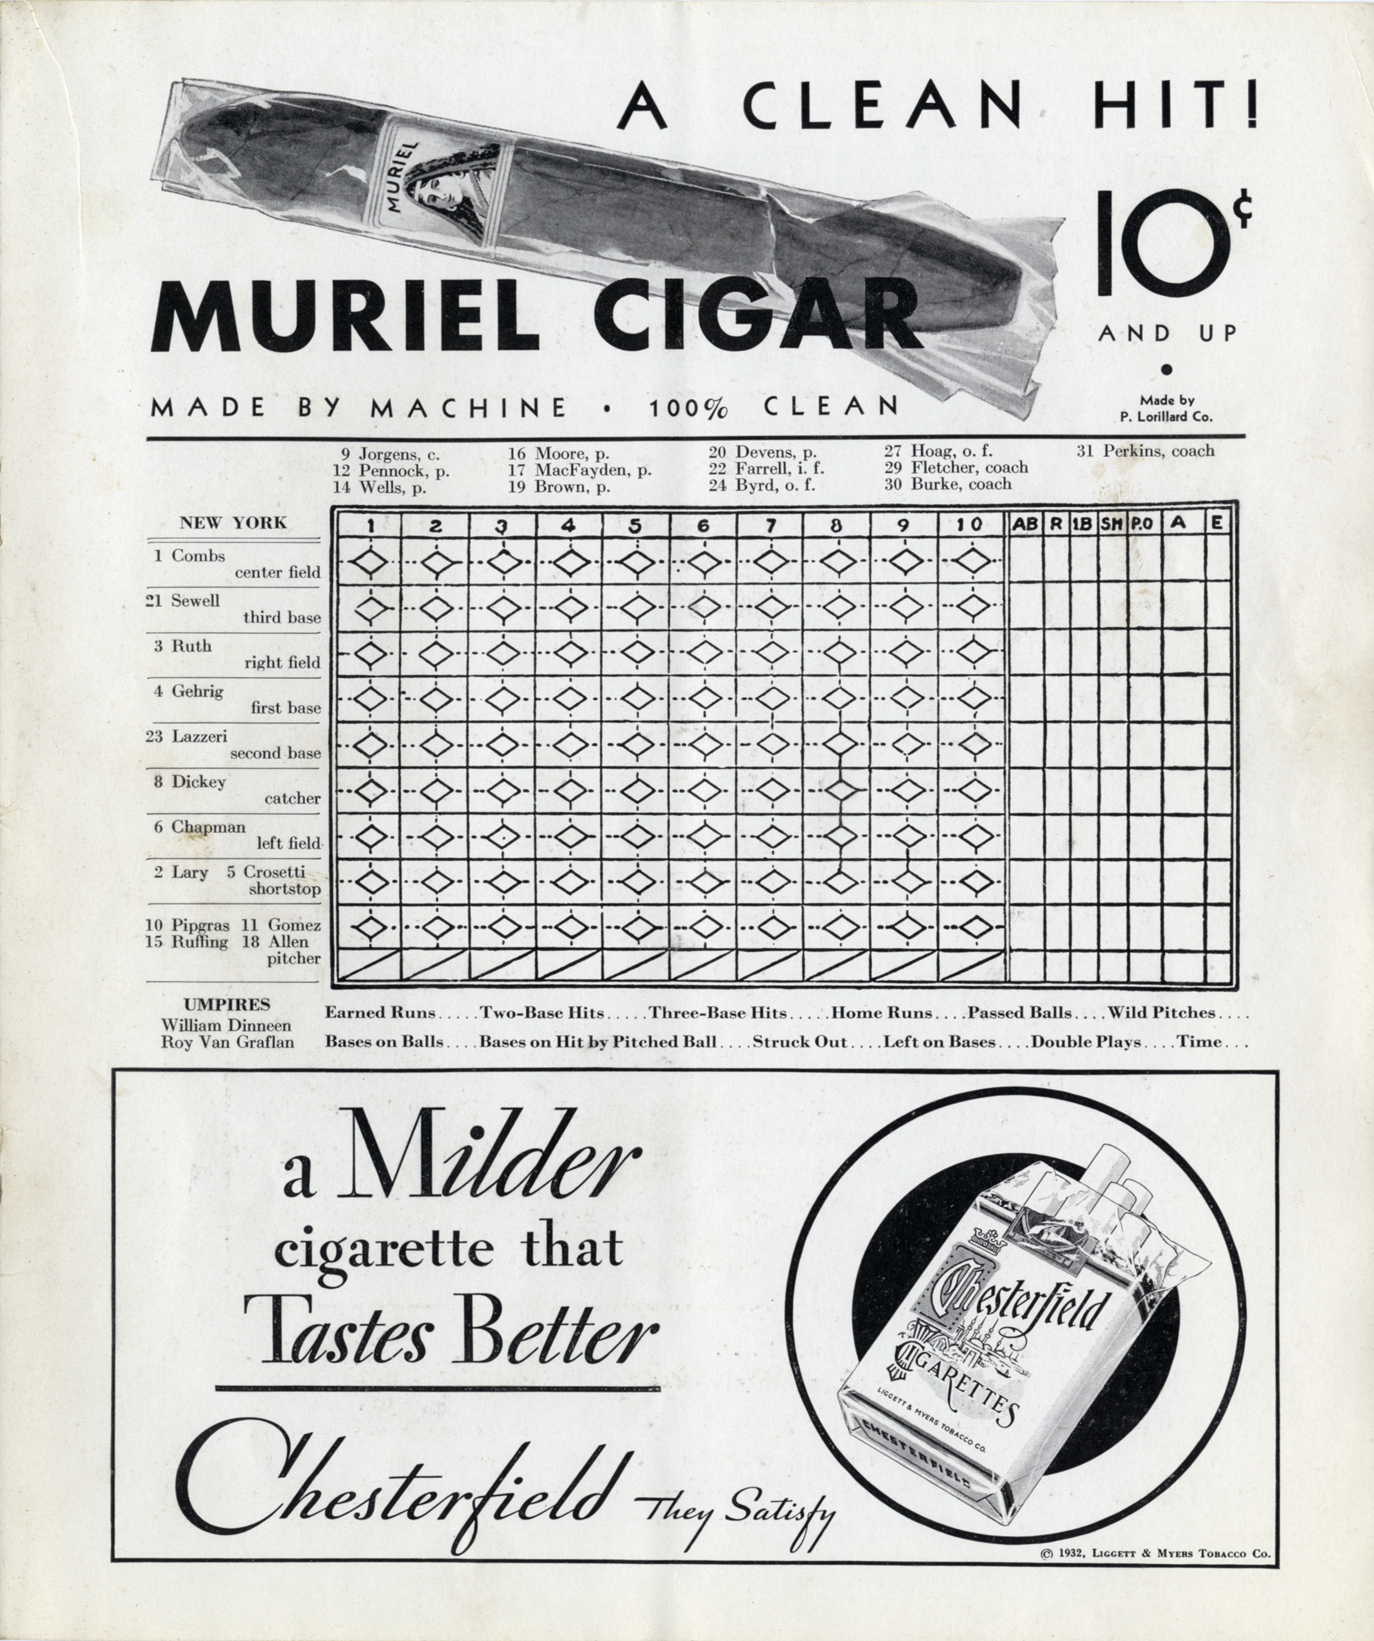 A CLEAN HIT!
MURIEL
10¢
AND UP
MURIEL CIGAR
MADE BY MACHINE • 100% CLEAN
Made by
P. Lorillard Co.
9 Jorgens, c. 16 Moore, p. 20 Devens, p. 27 Hoag, o. f. 31 Perkins, coach
12 Pennock, p. 17 MacFayden, p. 22 Farrell, i. f. 29 Fletcher, coach
14 Wells, p. 19 Brown, p. 24 Byrd, o. f. 30 Burke, coach
NEW YORK 1 2 3 4 5 6 7 8 9 10 AB R 1B SH P.O A E
1 Combs
center field
21 Sewell
third base
3 Ruth
right field
4 Gehrig
first base
23 Lazzeri
second base
8 Dickey
catcher
6 Chapman
left field
2 Lary 5 Crosetti
shortstop
10 Pipgras 11 Gomez
15 Ruffing 18 Allen
pitcher
UMPIRES
William Dinneen
Roy Van Graflan
Earned Runs.....Two-Base Hits.....Three-Base Hits.....Home Runs....Passed Balls....Wild Pitches....
Bases on Balls....Bases on Hit by Pitched Ball....Struck Out....Left on Bases....Double Plays....Time...
a Milder
cigarette that
Tastes Better
Chesterfield They Satisfy
Chesterfield
CIGARETTES
LIGGETT & MYERS TOBACCO CO.
CHESTERFIELD
© 1932, LIGGETT & MYERS TOBACCO CO.